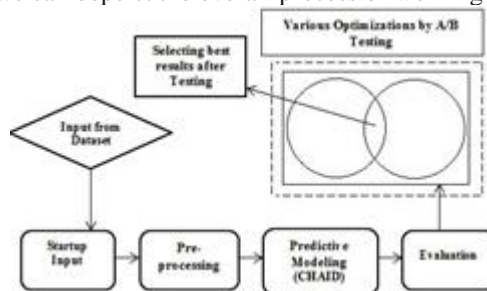 Various Optimizations by A/B
Testing
Selecting best
results after
Testing
Input from
Dataset
Startup
Input
Pre-
processing
Predictive
Modeling
(CHAID)
Evaluation